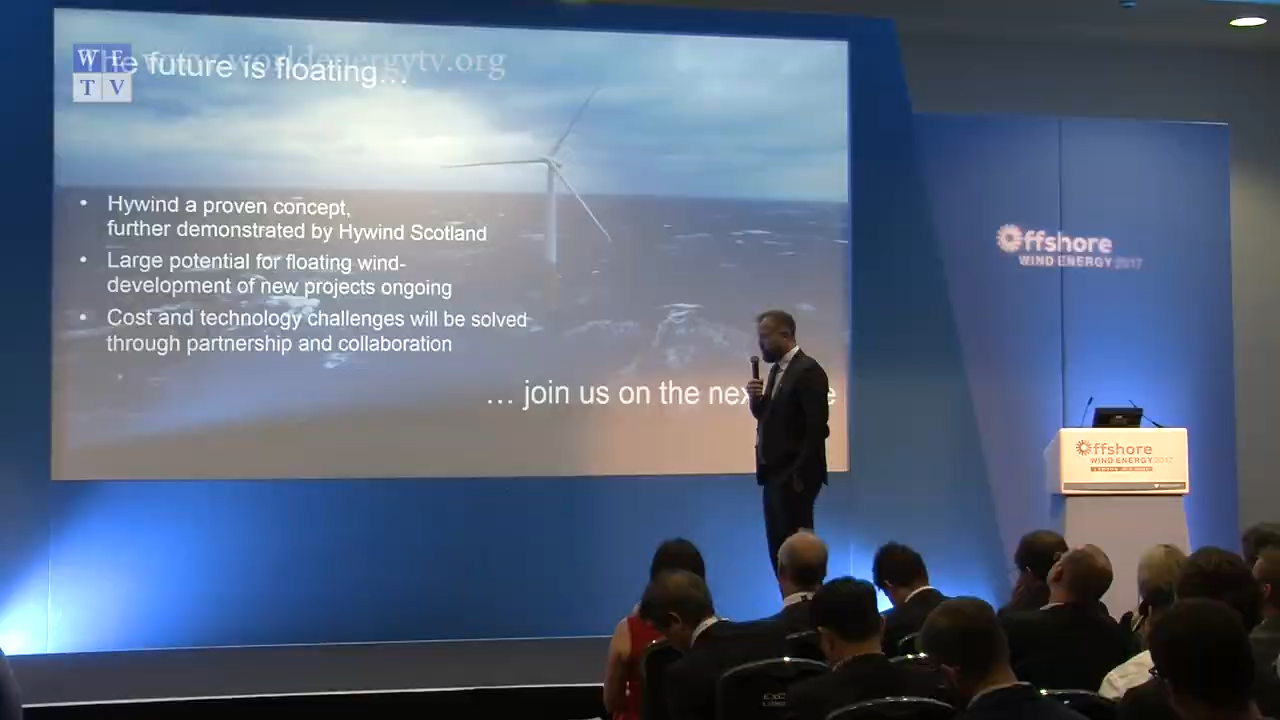 W E
T V
www.worldenergytv.org
The future is floating...
• Hywind a proven concept,
further demonstrated by Hywind Scotland
• Large potential for floating wind-
development of new projects ongoing
• Cost and technology challenges will be solved
through partnership and collaboration
... join us on the
Offshore
WIND ENERGY 2017
Offshore
WIND ENERGY 2017